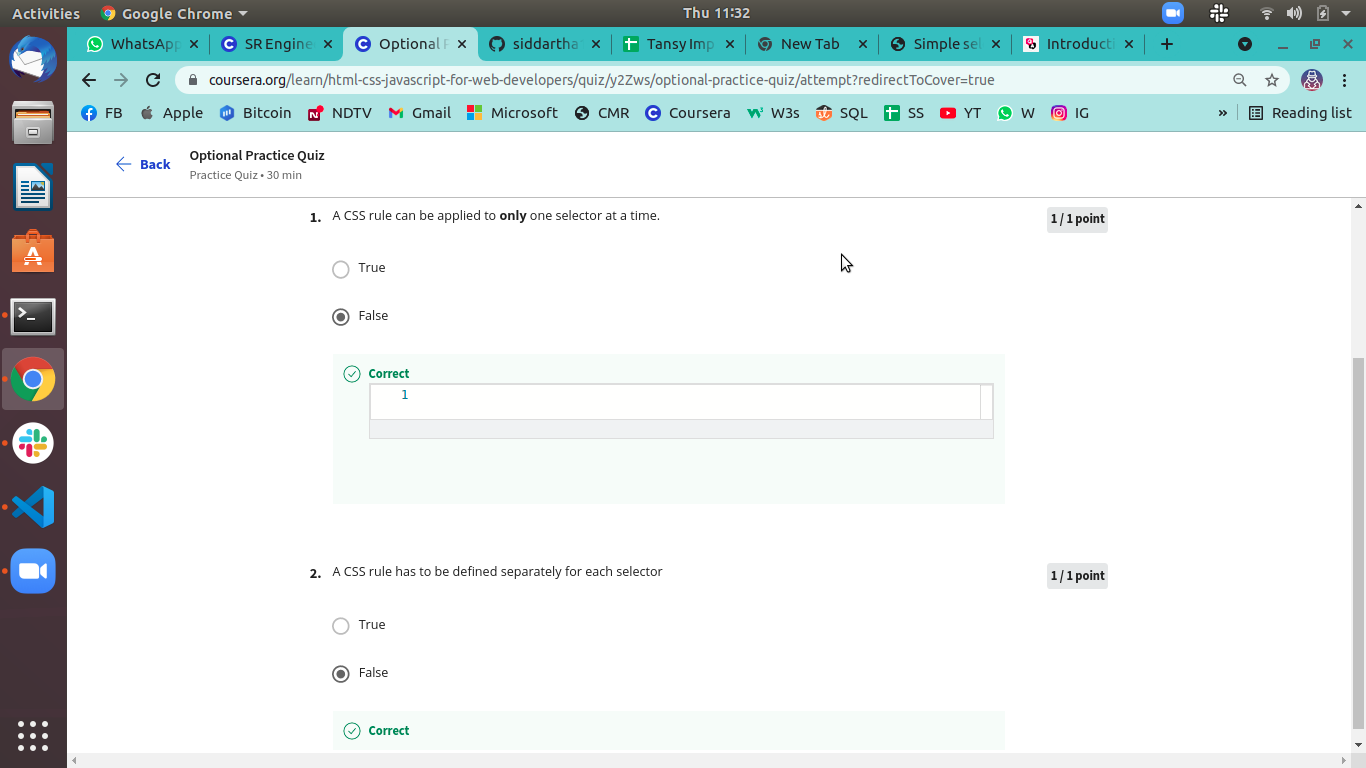 Activities Google Chrome Thu 11:32
WhatsApp SR Engine Optional siddartha Tansy Imp New Tab Simple sel Introducti
coursera.org/learn/html-css-javascript-for-web-developers/quiz/y2Zws/optional-practice-quiz/attempt?redirectToCover=true
FB Apple Bitcoin NDTV Gmail Microsoft CMR Coursera W3s SQL SS YT W IG » Reading list
Back
Optional Practice Quiz
Practice Quiz • 30 min
1. A CSS rule can be applied to only one selector at a time. 1 / 1 point
True
False
Correct
1
2. A CSS rule has to be defined separately for each selector 1 / 1 point
True
False
Correct